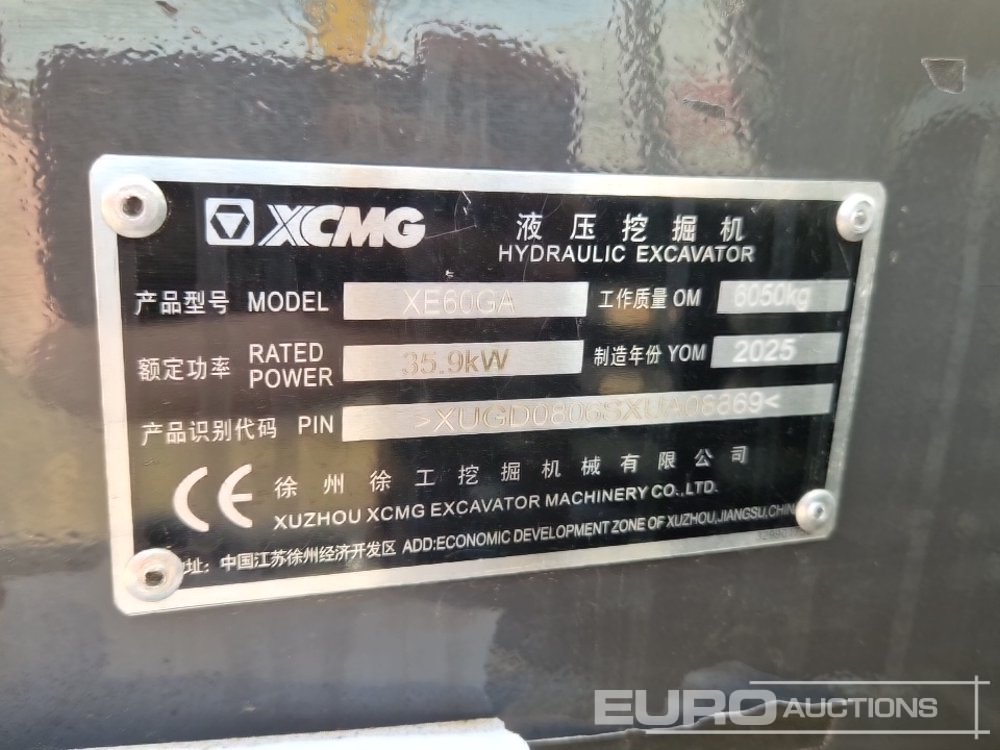 XCMG
液压挖掘机
HYDRAULIC EXCAVATOR
产品型号 MODEL XE60GA 工作质量 OM 6050kg
额定功率 RATED POWER 35.9kW 制造年份 YOM 2025
产品识别代码 PIN >XUGD0806SXUA08869<
CE 徐州徐工挖掘机械有限公司
XUZHOU XCMG EXCAVATOR MACHINERY CO.,LTD.
址：中国江苏徐州经济开发区 ADD:ECONOMIC DEVELOPMENT ZONE OF XUZHOU,JIANGSU,CHINA
EURO AUCTIONS